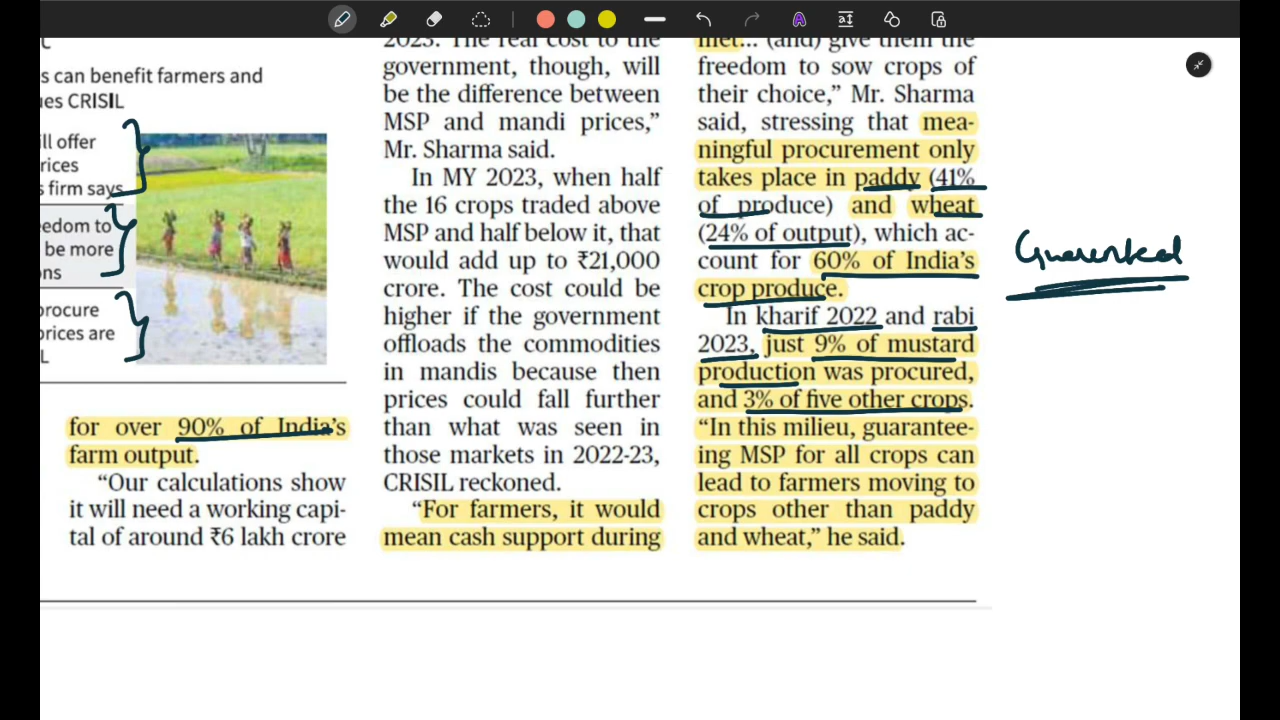 s can benefit farmers and
ues CRISIL
ll offer
rices
s firm says
edom to
be more
ns
procure
prices are
L
for over 90% of India's
farm output.
“Our calculations show
it will need a working capi-
tal of around ₹6 lakh crore
2023. The real cost to the
government, though, will
be the difference between
MSP and mandi prices,”
Mr. Sharma said.
In MY 2023, when half
the 16 crops traded above
MSP and half below it, that
would add up to ₹21,000
crore. The cost could be
higher if the government
offloads the commodities
in mandis because then
prices could fall further
than what was seen in
those markets in 2022-23,
CRISIL reckoned.
“For farmers, it would
mean cash support during
met... (and) give them the
freedom to sow crops of
their choice,” Mr. Sharma
said, stressing that mea-
ningful procurement only
takes place in paddy (41%
of produce) and wheat
(24% of output), which ac-
count for 60% of India's
crop produce.
In kharif 2022 and rabi
2023, just 9% of mustard
production was procured,
and 3% of five other crops.
“In this milieu, guarantee-
ing MSP for all crops can
lead to farmers moving to
crops other than paddy
and wheat,” he said.